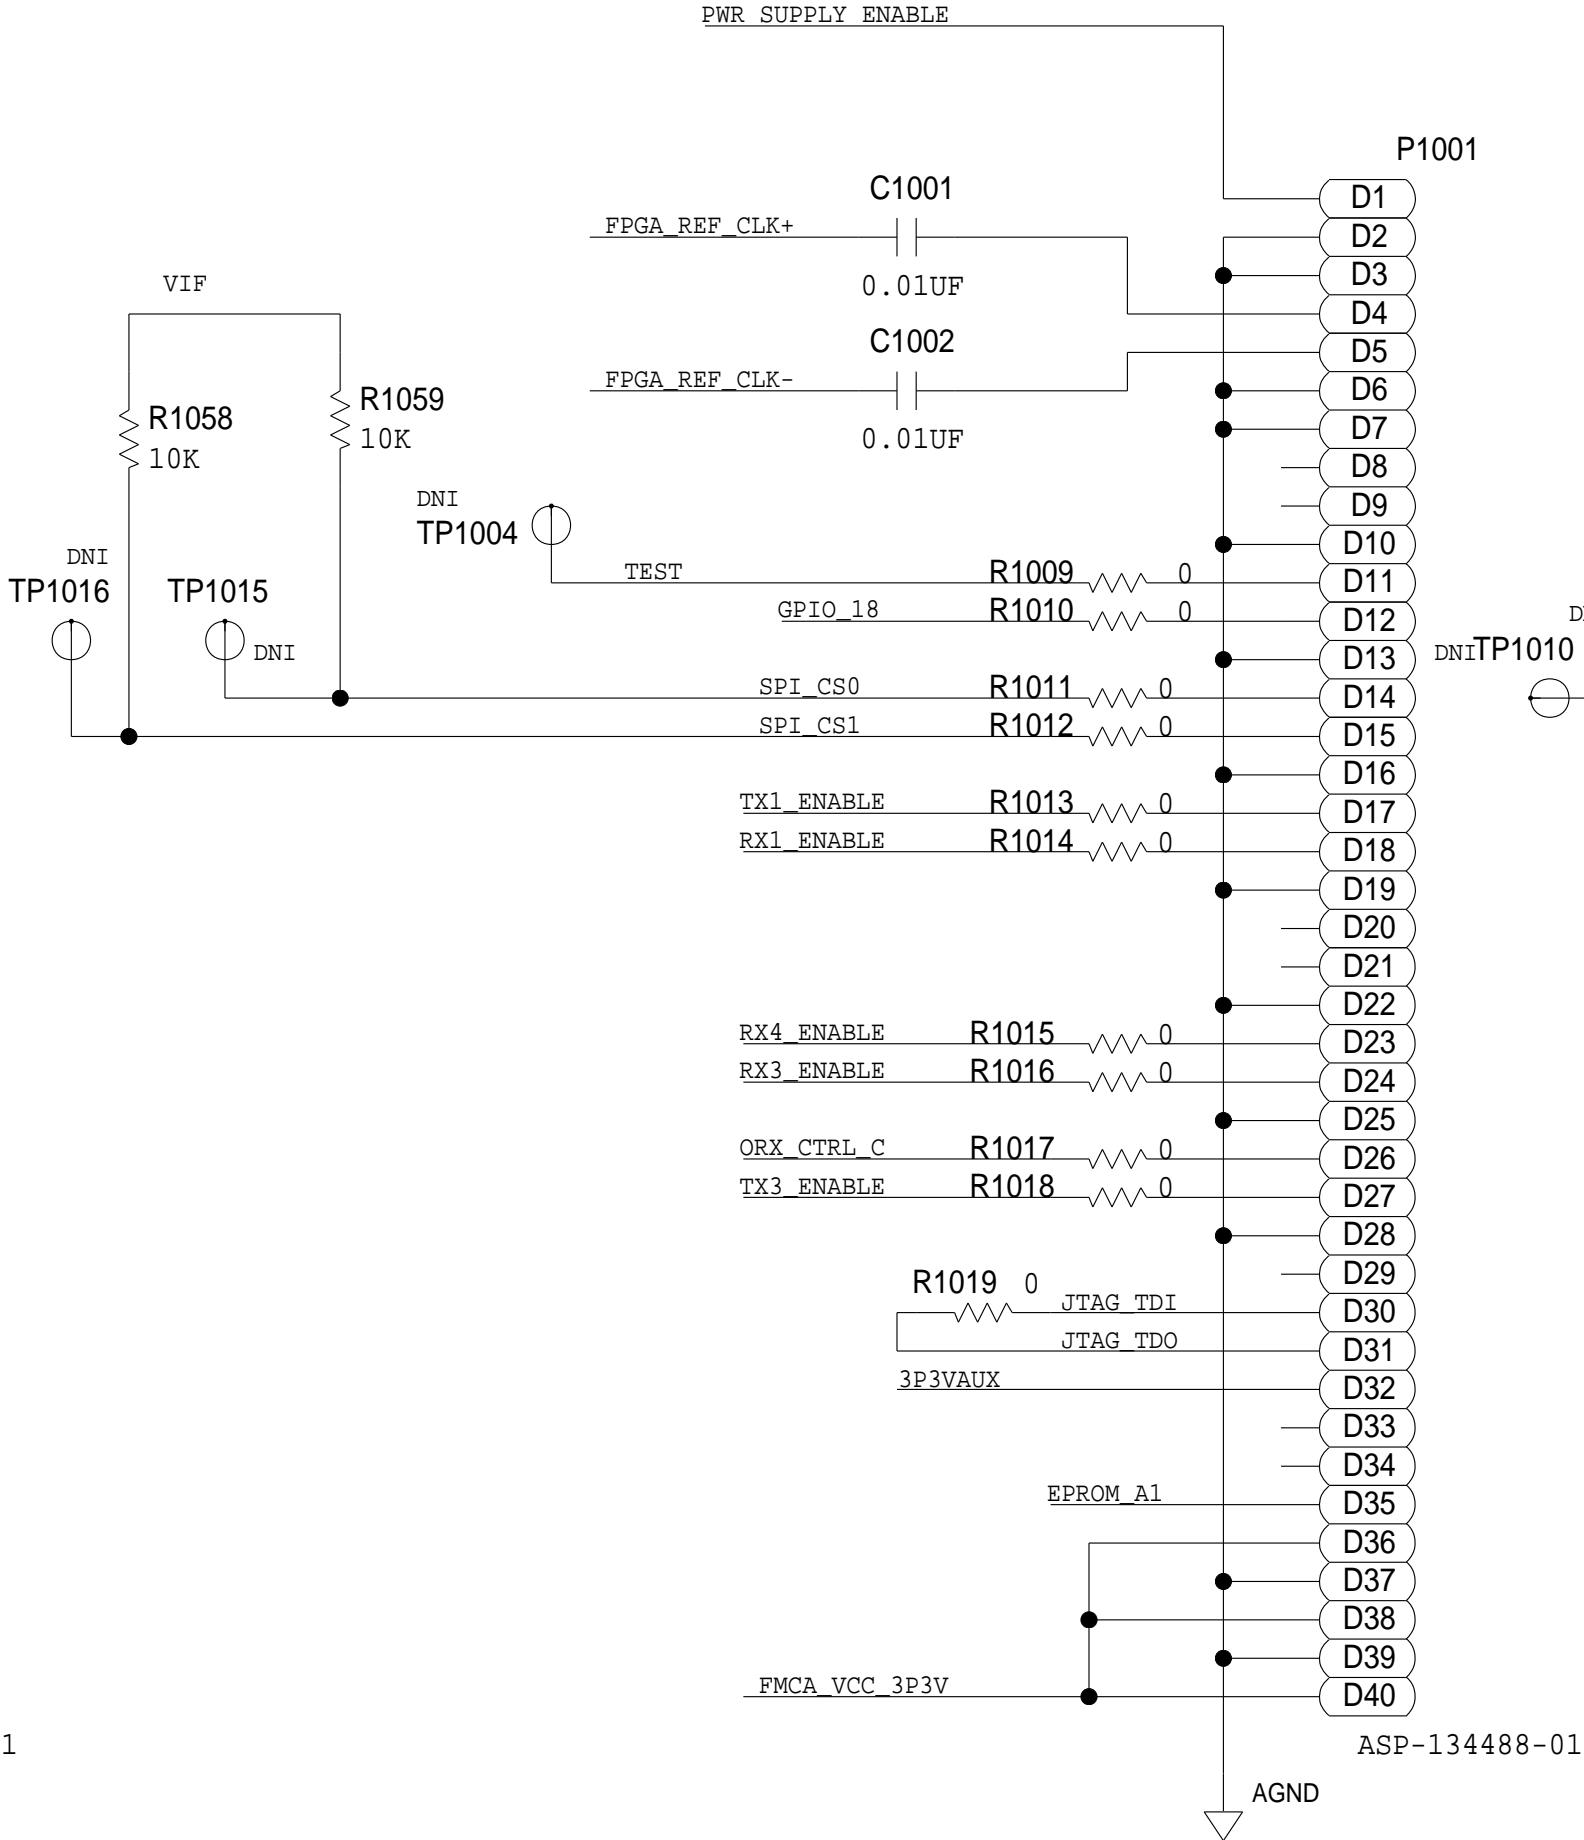 PWR SUPPLY ENABLE
P1001
C1001
D1
FPGA_REF_CLK+
D2
VIF
0.01UF
D3
D4
C1002
D5
FPGA_REF_CLK-
D6
R1058
10K
R1059
10K
0.01UF
D7
D8
DNI
TP1004
D9
D10
DNI
TP1016
TP1015
DNI
TEST
R1009
0
D11
GPIO_18
R1010
0
D12
D13
DNI
TP1010
SPI_CS0
R1011
0
D14
SPI_CS1
R1012
0
D15
D16
TX1_ENABLE
R1013
0
D17
RX1_ENABLE
R1014
0
D18
D19
D20
D21
D22
RX4_ENABLE
R1015
0
D23
RX3_ENABLE
R1016
0
D24
D25
ORX_CTRL_C
R1017
0
D26
TX3_ENABLE
R1018
0
D27
D28
D29
R1019
0
JTAG_TDI
D30
JTAG_TDO
D31
3P3VAUX
D32
D33
D34
EPROM_A1
D35
D36
D37
D38
D39
FMCA_VCC_3P3V
D40
1
ASP-134488-01
AGND